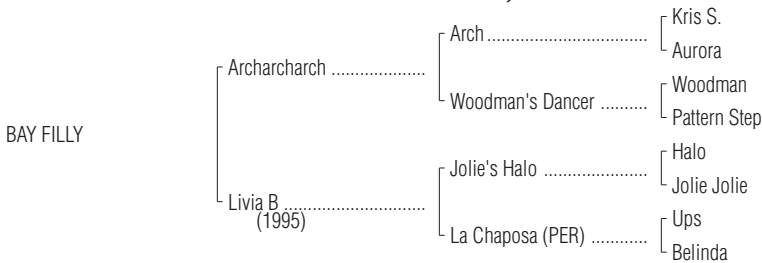 Kris S.
Arch ....................................
Aurora
Archarcharch .....................
Woodman
Woodman's Dancer ..........
Pattern Step
BAY FILLY
Halo
Jolie's Halo .......................
Jolie Jolie
Livia B ...............................
(1995)
Ups
La Chaposa (PER) ............
Belinda